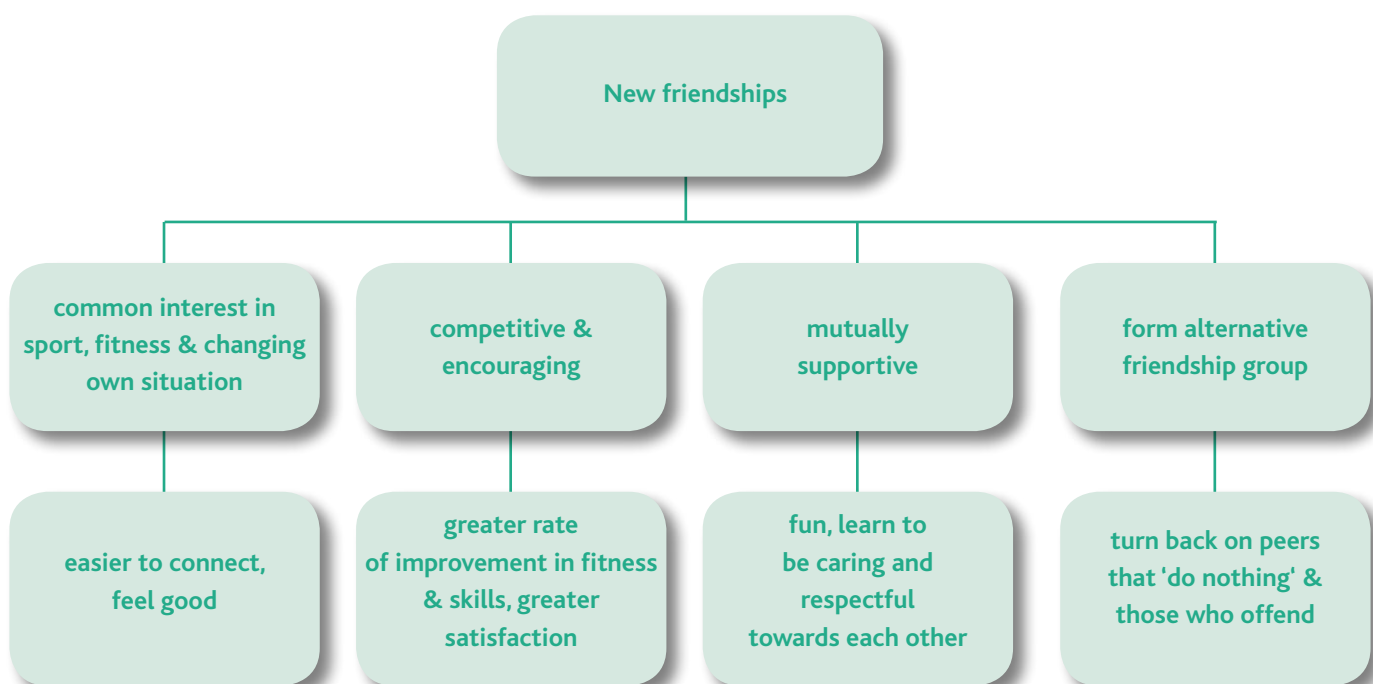 New friendships
common interest in
sport, fitness & changing
own situation
competitive &
encouraging
mutually
supportive
form alternative
friendship group
easier to connect,
feel good
greater rate
of improvement in fitness
& skills, greater
satisfaction
fun, learn to
be caring and
respectful
towards each other
turn back on peers
that ‘do nothing‘ &
those who offend